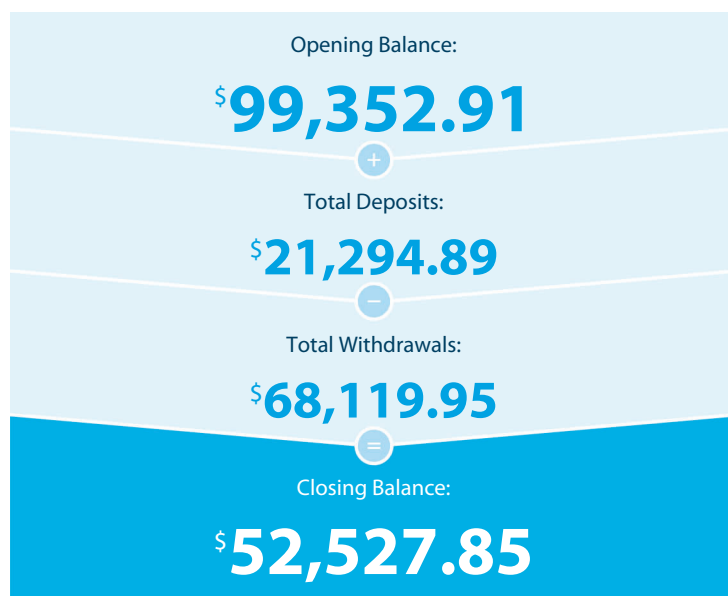 Opening Balance:
$99,352.91
+
Total Deposits:
$21,294.89
−
Total Withdrawals:
$68,119.95
=
Closing Balance:
$52,527.85